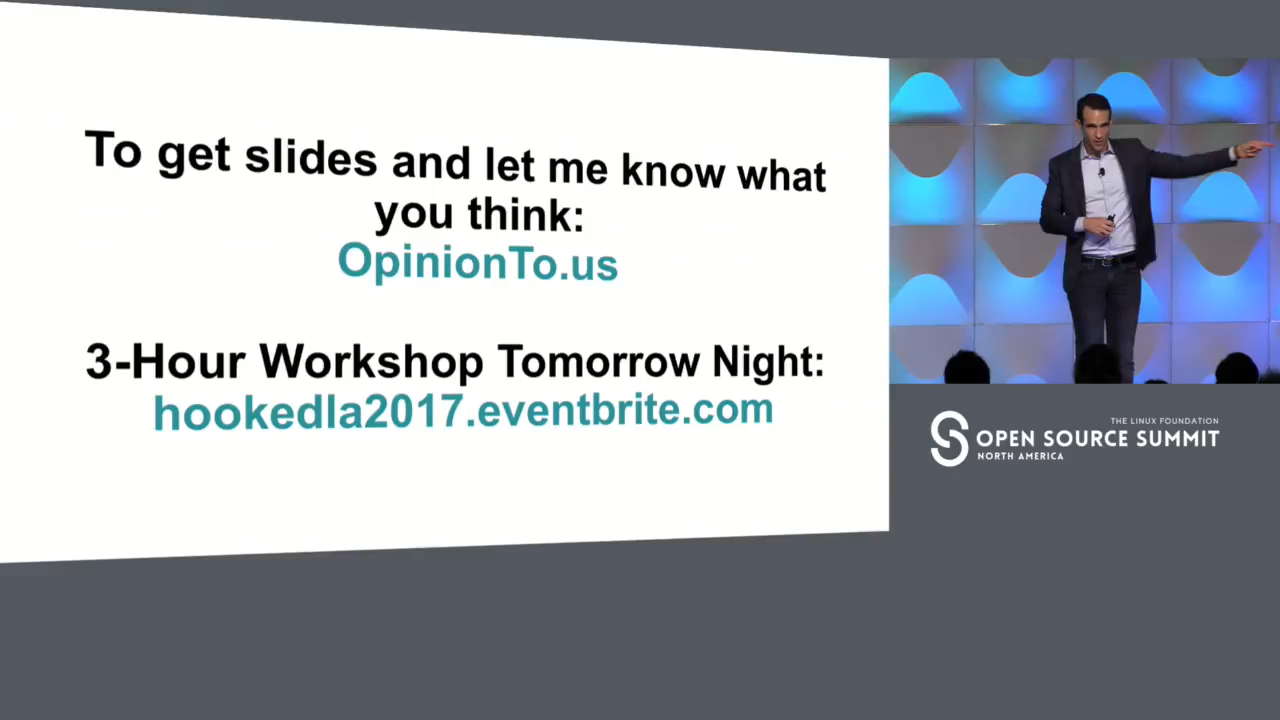 To get slides and let me know what
you think:
OpinionTo.us
3-Hour Workshop Tomorrow Night:
hookedla2017.eventbrite.com
THE LINUX FOUNDATION
OPEN SOURCE SUMMIT
NORTH AMERICA